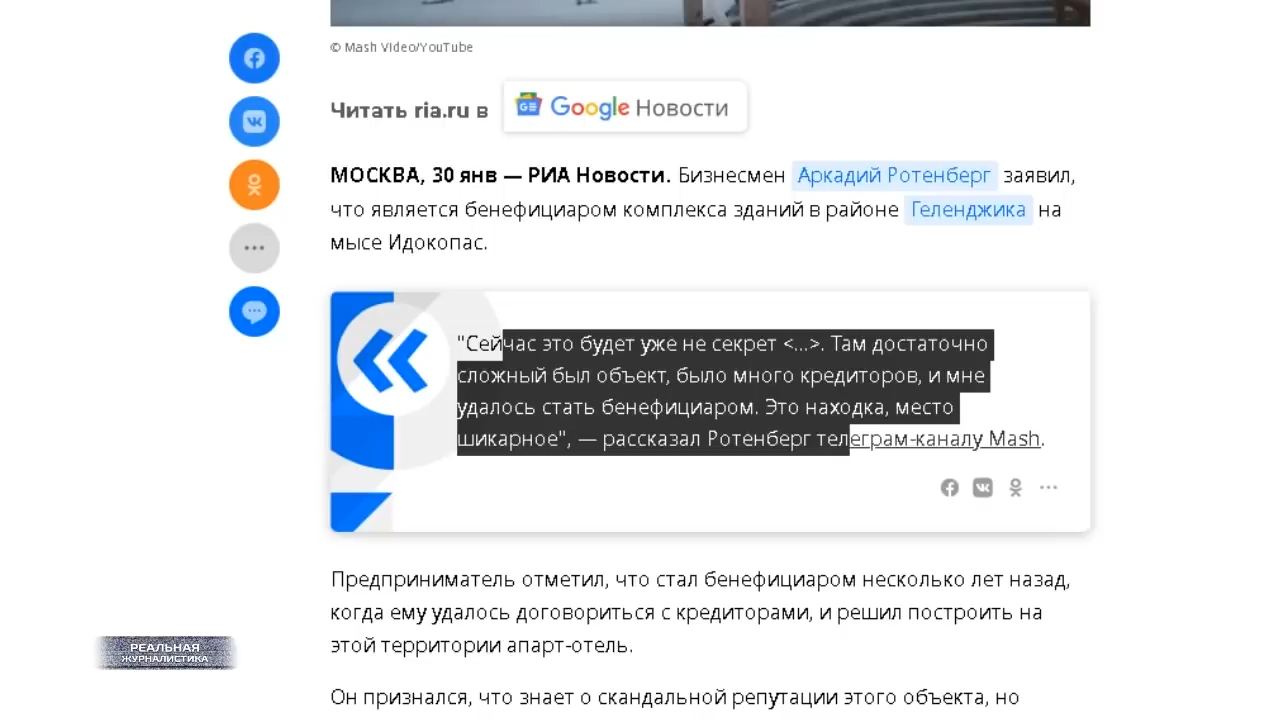 © Mash Video/YouTube
Читать ria.ru в Google Новости
МОСКВА, 30 янв — РИА Новости. Бизнесмен Аркадий Ротенберг заявил,
что является бенефициаром комплекса зданий в районе Геленджика на
мысе Идокопас.
"Сейчас это будет уже не секрет <...>. Там достаточно
сложный был объект, было много кредиторов, и мне
удалось стать бенефициаром. Это находка, место
шикарное", — рассказал Ротенберг телеграм-каналу Mash.
Предприниматель отметил, что стал бенефициаром несколько лет назад,
когда ему удалось договориться с кредиторами, и решил построить на
этой территории апарт-отель.
РЕАЛЬНАЯ
ЖУРНАЛИСТИКА
Он признался, что знает о скандальной репутации этого объекта, но